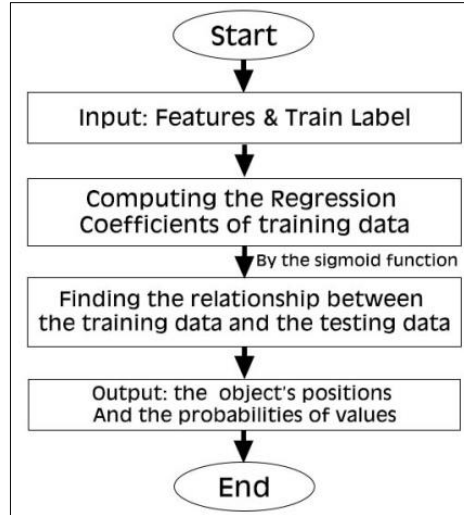 Start
Input: Features & Train Label
Computing the Regression
Coefficients of training data
By the sigmoid function
Finding the relationship between
the training data and the testing data
Output: the object's positions
And the probabilities of values
End